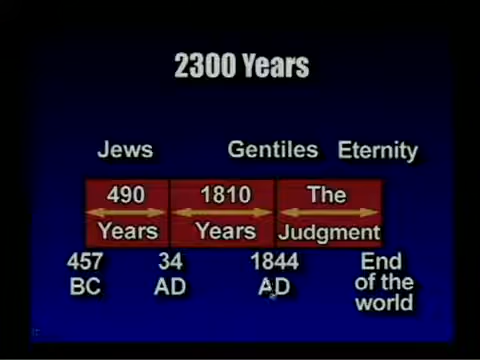 2300 Years
Jews Gentiles Eternity
490 1810 The
Years Years Judgment
457 34 1844 End
BC AD AD of the
world